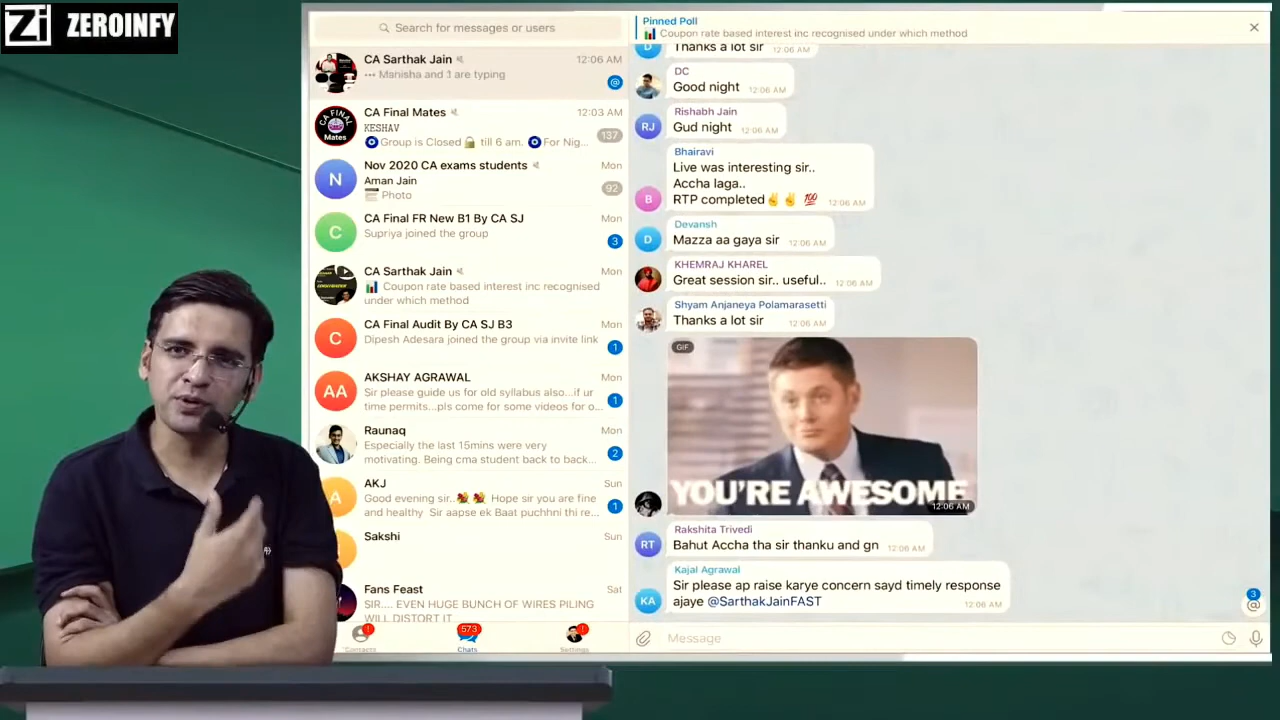 Zi ZEROINFY
Search for messages or users
CA Sarthak Jain 12:06 AM
Manisha and 1 are typing
CA Final Mates 12:03 AM
KESHAV
Group is Closed till 6 am. For Nig... 137
Nov 2020 CA exams students Mon
Aman Jain
Photo 92
CA Final FR New B1 By CA SJ Mon
Supriya joined the group 3
CA Sarthak Jain Mon
Coupon rate based interest inc recognised
under which method
CA Final Audit By CA SJ B3 Mon
Dipesh Adesara joined the group via invite link 1
AKSHAY AGRAWAL Mon
Sir please guide us for old syllabus also...if ur
time permits...pls come for some videos for o... 1
Raunaq Mon
Especially the last 15mins were very
motivating. Being cma student back to back... 2
AKJ Sun
Good evening sir.. Hope sir you are fine
and healthy Sir aapse ek Baat puchhni thi re... 1
Sakshi Sun
Fans Feast Sat
SIR.... EVEN HUGE BUNCH OF WIRES PILING
WILL DISTORT IT
Contacts
573
Chats
Settings
Pinned Poll
Coupon rate based interest inc recognised under which method
Thanks a lot sir 12:06 AM
DC
Good night 12:06 AM
Rishabh Jain
Gud night 12:06 AM
Bhairavi
Live was interesting sir..
Accha laga..
RTP completed✌✌ 💯 12:06 AM
Devansh
Mazza aa gaya sir 12:06 AM
KHEMRAJ KHAREL
Great session sir.. useful.. 12:06 AM
Shyam Anjaneya Polamarasetti
Thanks a lot sir 12:06 AM
GIF
YOU'RE AWESOME
12:06 AM
Rakshita Trivedi
Bahut Accha tha sir thanku and gn 12:06 AM
Kajal Agrawal
Sir please ap raise karye concern sayd timely response
ajaye @SarthakJainFAST 12:06 AM
3
Message